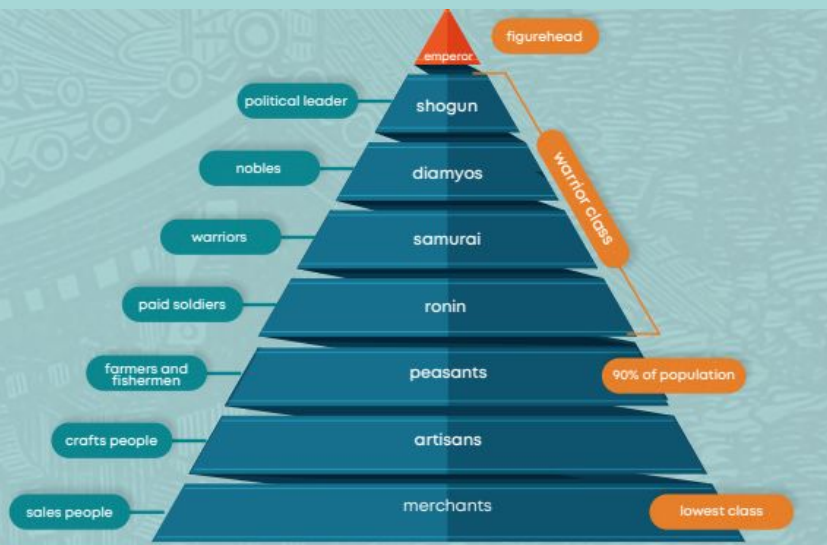 figurehead
emperor
political leader
shogun
nobles
diamyos
warrior class
warriors
samurai
paid soldiers
ronin
farmers and
fishermen
peasants
90% of population
crafts people
artisans
sales people
merchants
lowest class